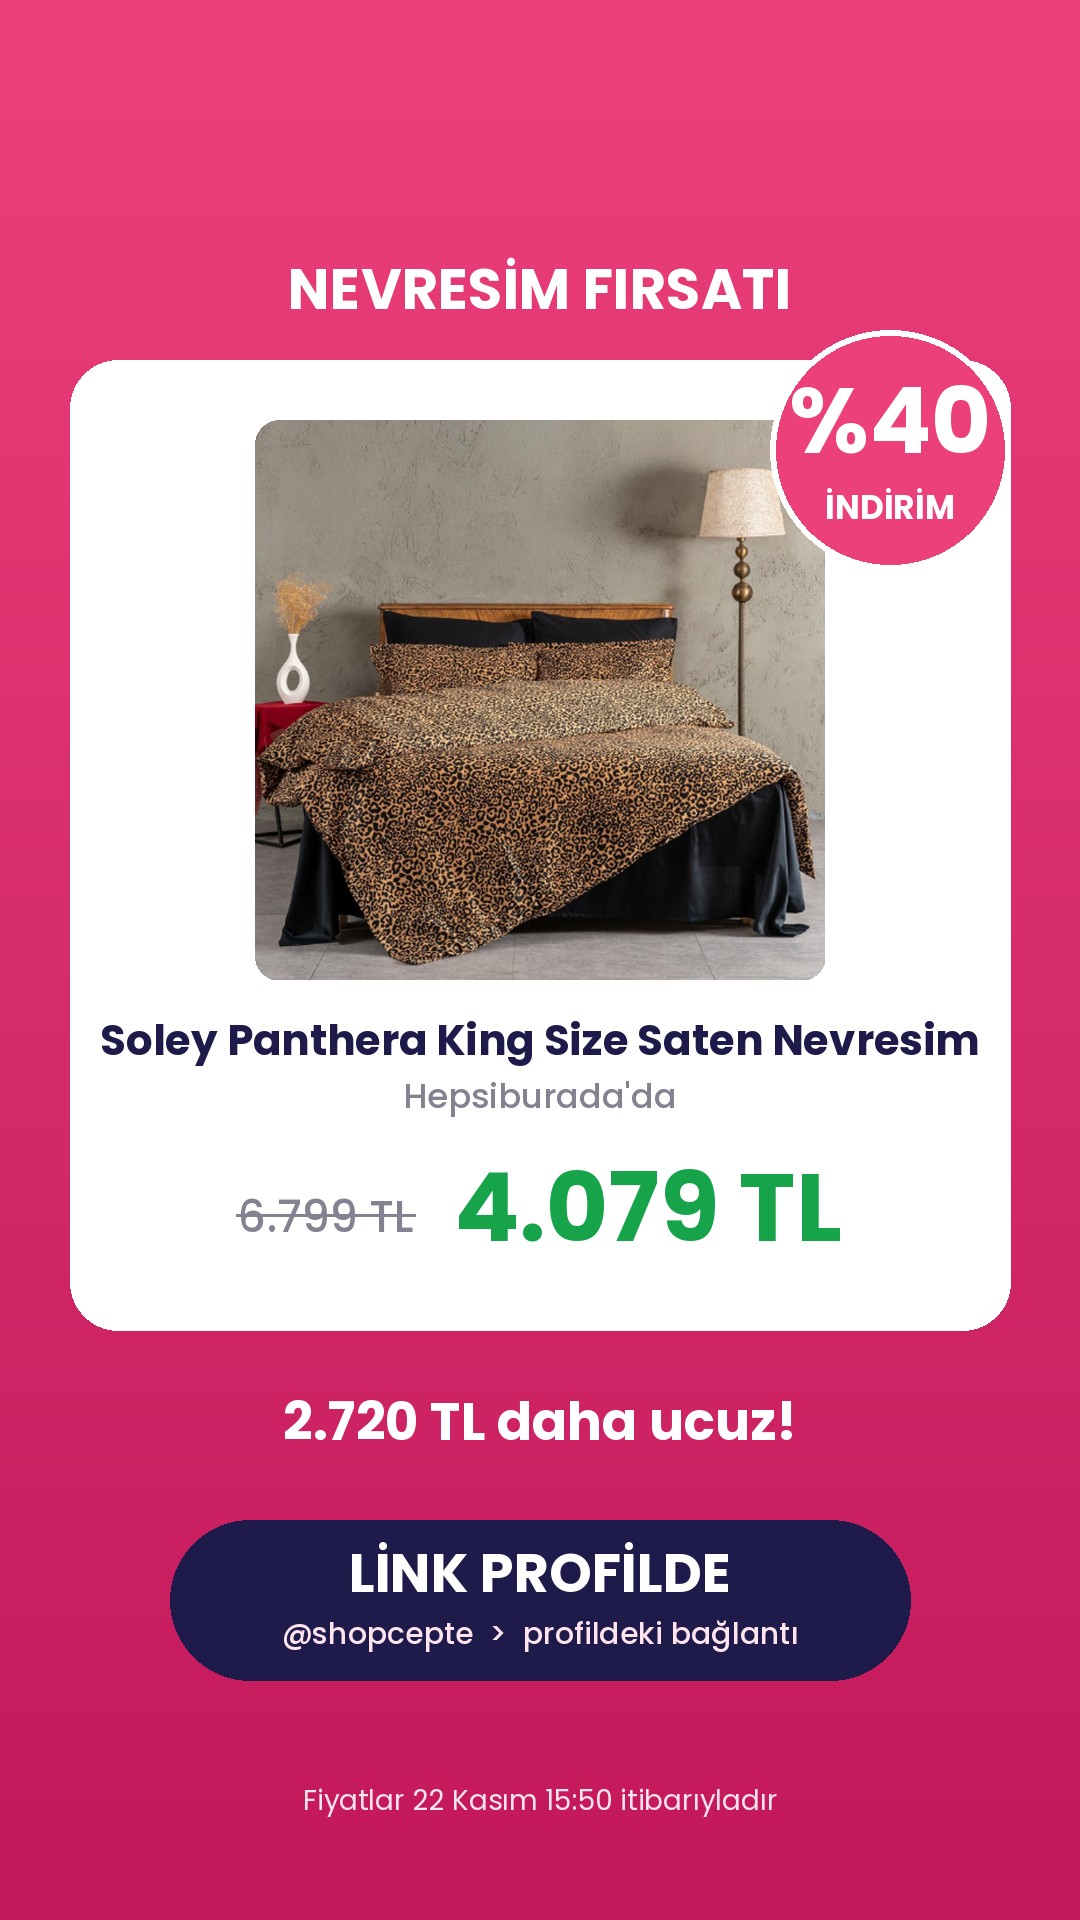 NEVRESİM FIRSATI
%40
İNDİRİM
Soley Panthera King Size Saten Nevresim
Hepsiburada'da
6.799 TL 4.079 TL
2.720 TL daha ucuz!
LİNK PROFİLDE
@shopcepte > profildeki bağlantı
Fiyatlar 22 Kasım 15:50 itibarıyladır